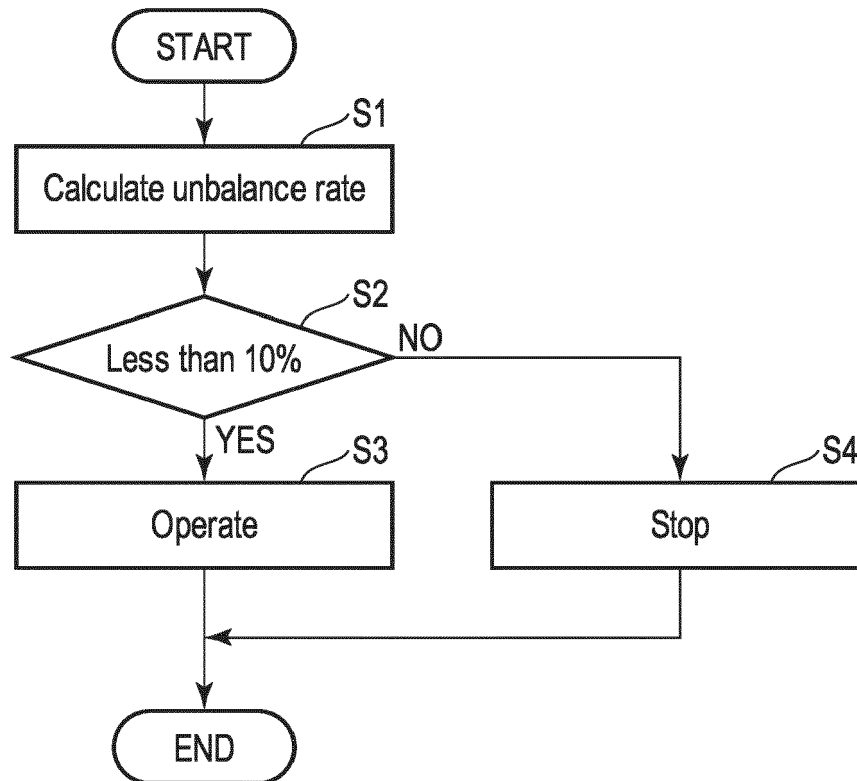 START
S1
Calculate unbalance rate
S2
Less than 10%
NO
YES
S3
S4
Operate
Stop
END